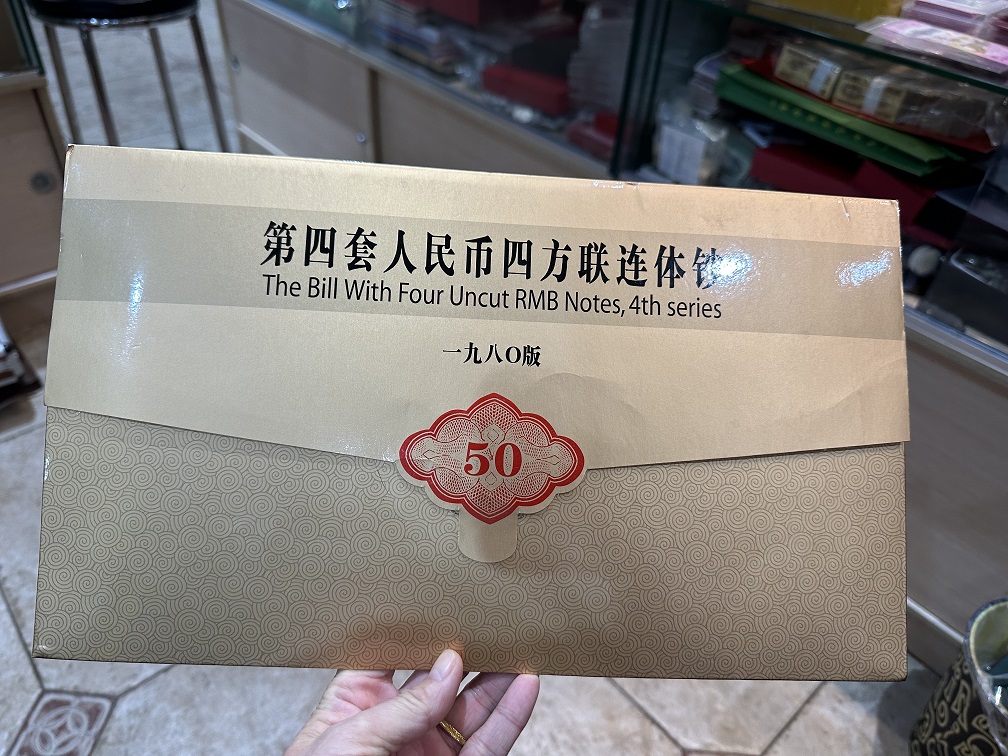 第四套人民币四方联连体钞
The Bill With Four Uncut RMB Notes, 4th series
一九八O版
50